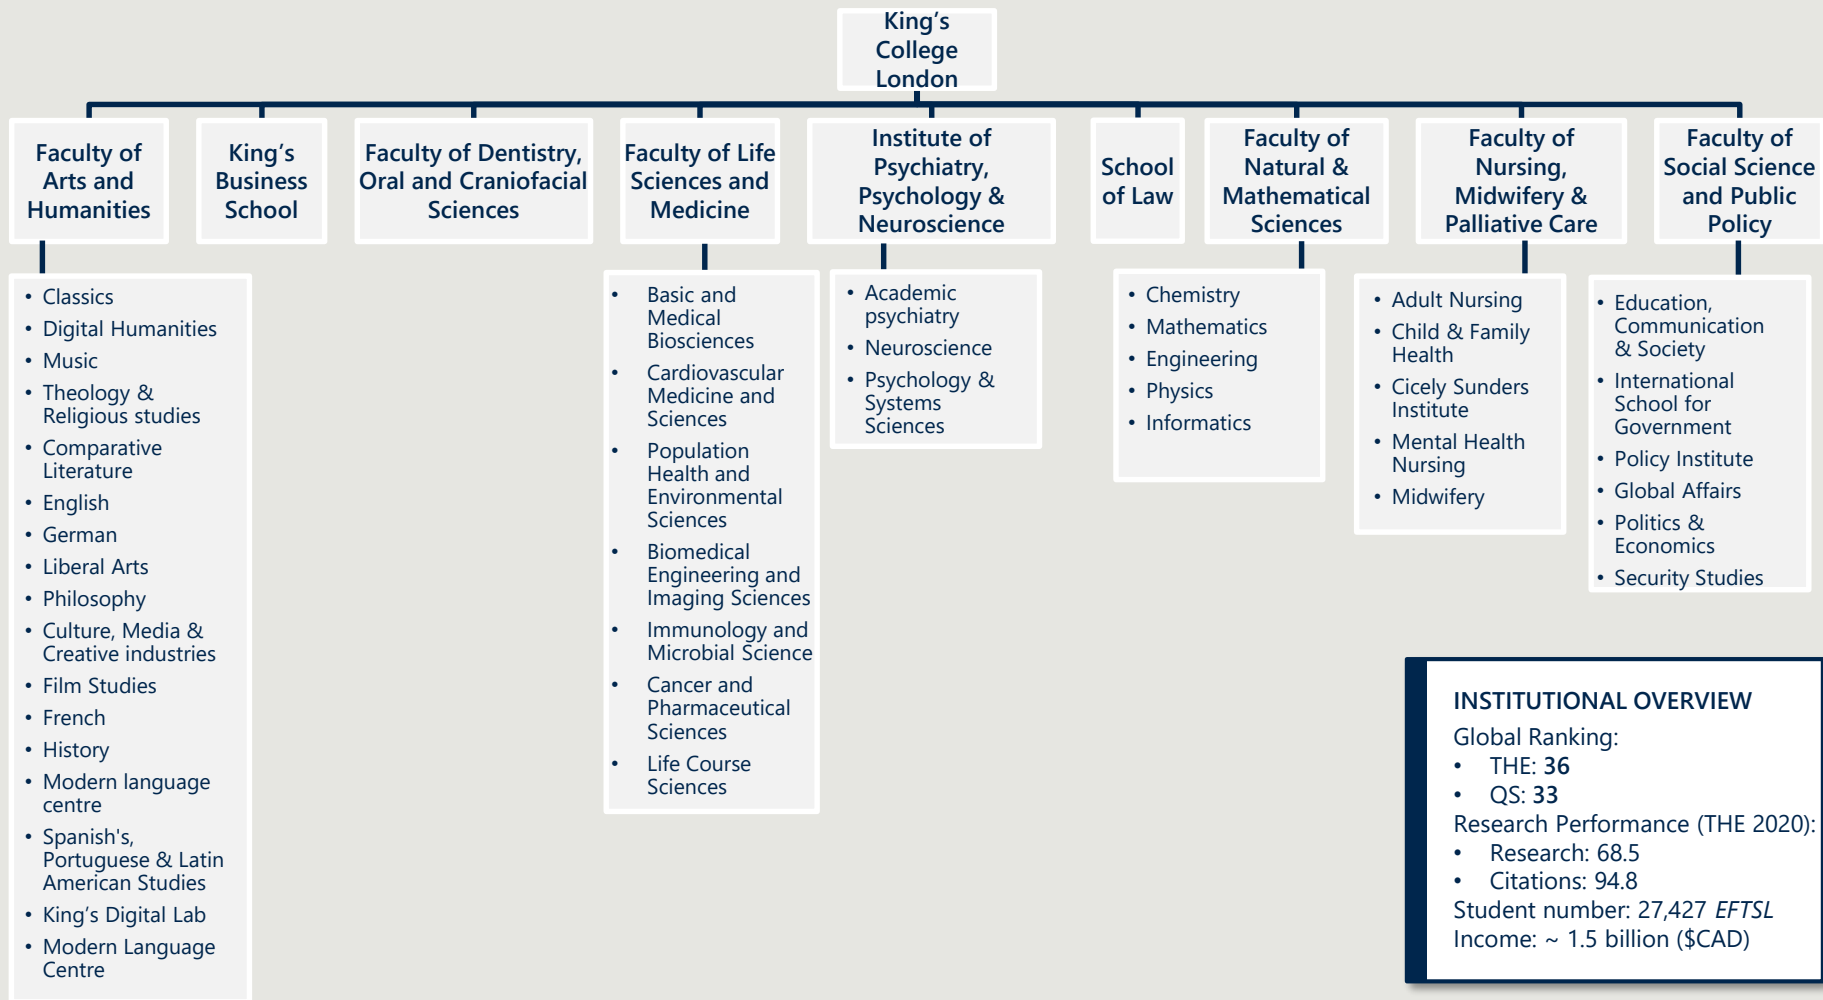 King's
College
London
Faculty of
Arts and
Humanities
King's
Business
School
Faculty of Dentistry,
Oral and Craniofacial
Sciences
Faculty of Life
Sciences and
Medicine
Institute of
Psychiatry,
Psychology &
Neuroscience
School
of Law
Faculty of
Natural &
Mathematical
Sciences
Faculty of
Nursing,
Midwifery &
Palliative Care
Faculty of
Social Science
and Public
Policy
• Classics
• Digital Humanities
• Music
• Theology &
Religious studies
• Comparative
Literature
• English
• German
• Liberal Arts
• Philosophy
• Culture, Media &
Creative industries
• Film Studies
• French
• History
• Modern language
centre
• Spanish's,
Portuguese & Latin
American Studies
• King's Digital Lab
• Modern Language
Centre
• Basic and
Medical
Biosciences
• Cardiovascular
Medicine and
Sciences
• Population
Health and
Environmental
Sciences
• Biomedical
Engineering and
Imaging Sciences
• Immunology and
Microbial Science
• Cancer and
Pharmaceutical
Sciences
• Life Course
Sciences
• Academic
psychiatry
• Neuroscience
• Psychology &
Systems
Sciences
• Chemistry
• Mathematics
• Engineering
• Physics
• Informatics
• Adult Nursing
• Child & Family
Health
• Cicely Sunders
Institute
• Mental Health
Nursing
• Midwifery
• Education,
Communication
& Society
• International
School for
Government
• Policy Institute
• Global Affairs
• Politics &
Economics
• Security Studies
INSTITUTIONAL OVERVIEW
Global Ranking:
• THE: 36
• QS: 33
Research Performance (THE 2020):
• Research: 68.5
• Citations: 94.8
Student number: 27,427 EFTSL
Income: ~ 1.5 billion ($CAD)